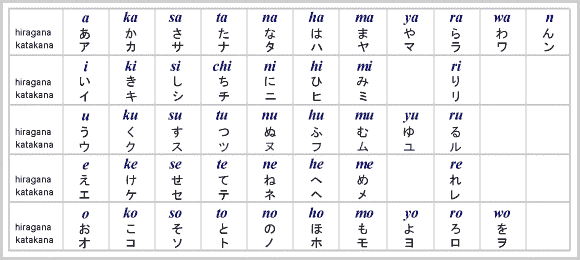 a ka sa ta na ha ma ya ra wa n
hiragana あ か さ た な は ま や ら わ ん
katakana ア カ サ ナ タ ハ ヤ マ ラ ワ ン
i ki si chi ni hi mi ri
hiragana い き し ち に ひ み り
katakana イ キ シ チ ニ ヒ ミ リ
u ku su tu nu hu mu yu ru
hiragana う く す つ ぬ ふ む ゆ る
katakana ウ ク ス ツ ヌ フ ム ユ ル
e ke se te ne he me re
hiragana え け せ て ね へ め れ
katakana エ ケ セ テ ネ ヘ メ レ
o ko so to no ho mo yo ro wo
hiragana お こ そ と の ほ も よ ろ を
katakana オ コ ソ ト ノ ホ モ ヨ ロ ヲ